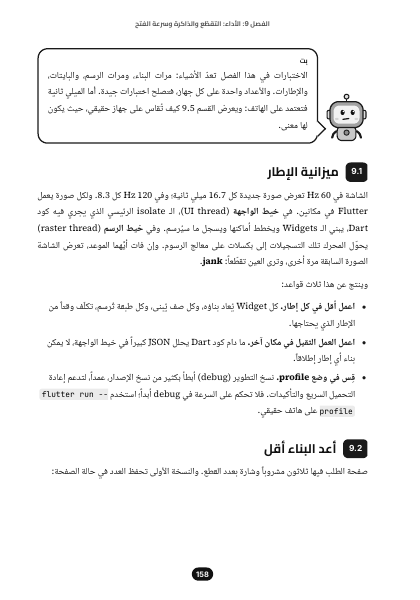 الفصل 9: الأداء: التقطع والذاكرة وسرعة الفتح
بِت
الاختبارات في هذا الفصل تعدّ الأشياء: مرات البناء، ومرات الرسم، والبايتات،
والإطارات. والأعداد واحدة على كل جهاز، فتصلح اختبارات جيدة. أما الميلي ثانية
فتعتمد على الهاتف؛ ويعرض القسم 9.5 كيف تُقاس على جهاز حقيقي، حيث يكون
لها معنى.
9.1 ميزانية الإطار
الشاشة في 60 Hz تعرض صورة جديدة كل 16.7 ميلي ثانية؛ وفي 120 Hz كل 8.3. ولكل صورة يعمل
Flutter في مكانين. في خيط الواجهة (UI thread)، الـ isolate الرئيسي الذي يجري فيه كود
Dart، يبني الـ Widgets ويخطط أماكنها ويسجل ما سيُرسم. وفي خيط الرسم (raster thread)
يحوّل المحرك تلك التسجيلات إلى بكسلات على معالج الرسوم. وإن فات أيُّهما الموعد، تعرض الشاشة
الصورة السابقة مرة أخرى، وترى العين تقطّعاً: jank.
وينتج عن هذا ثلاث قواعد:
• اعمل أقل في كل إطار. كل Widget يُعاد بناؤه، وكل صف يُبنى، وكل طبقة تُرسم، تكلّف وقتاً من
الإطار الذي يحتاجها.
• اعمل العمل الثقيل في مكان آخر. ما دام كود Dart يحلل JSON كبيراً في خيط الواجهة، لا يمكن
بناء أي إطار إطلاقاً.
• قِس في وضع profile. نسخ التطوير (debug) أبطأ بكثير من نسخ الإصدار، عمداً، لتدعم إعادة
التحميل السريع والتأكيدات. فلا تحكم على السرعة في debug أبداً؛ استخدم flutter run --
profile على هاتف حقيقي.
9.2 أعد البناء أقل
صفحة الطلب فيها ثلاثون مشروباً وشارة بعدد القطع. والنسخة الأولى تحفظ العدد في حالة الصفحة:
158